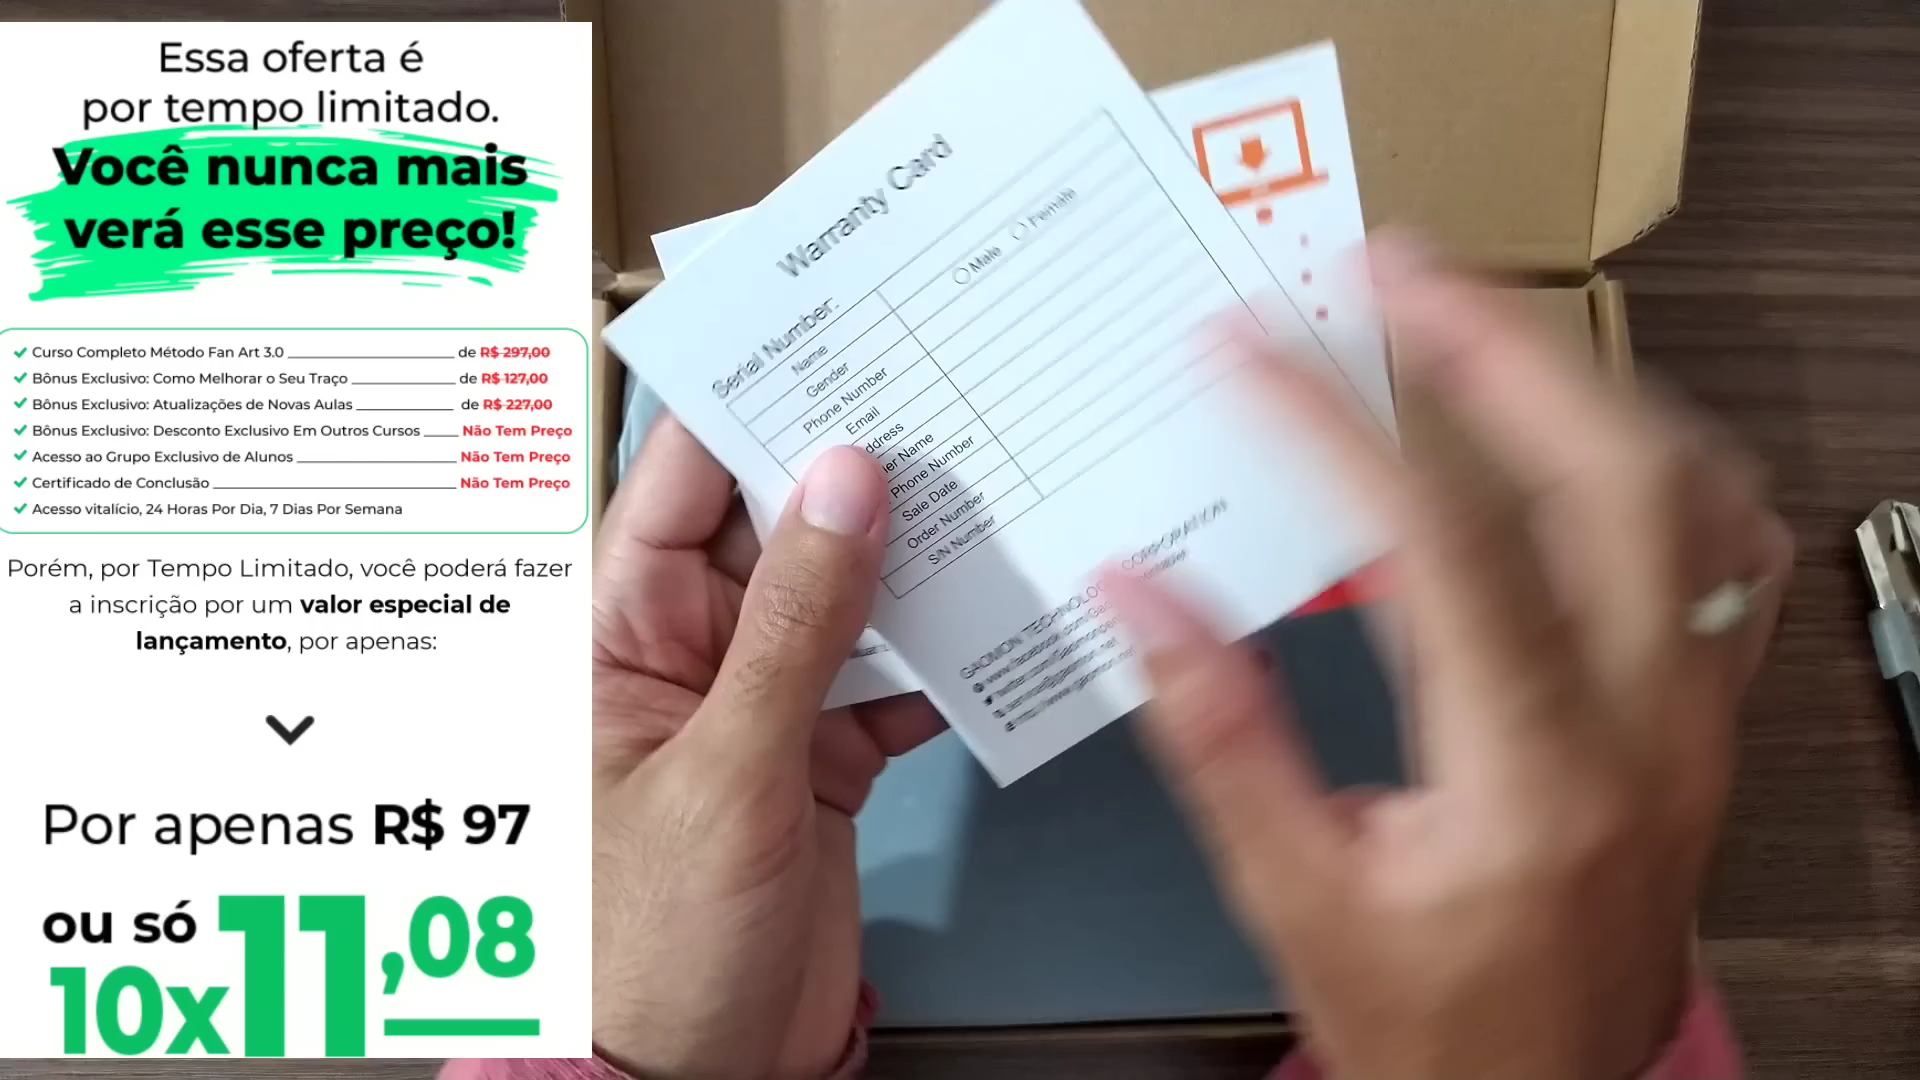 Essa oferta é
por tempo limitado.
Você nunca mais
verá esse preço!
Curso Completo Método Fan Art 3.0 de R$ 297,00
Bônus Exclusivo: Como Melhorar o Seu Traço de R$ 127,00
Bônus Exclusivo: Atualizações de Novas Aulas de R$ 227,00
Bônus Exclusivo: Desconto Exclusivo Em Outros Cursos Não Tem Preço
Acesso ao Grupo Exclusivo de Alunos Não Tem Preço
Certificado de Conclusão Não Tem Preço
Acesso vitalício, 24 Horas Por Dia, 7 Dias Por Semana
Porém, por Tempo Limitado, você poderá fazer
a inscrição por um valor especial de
lançamento, por apenas:
Por apenas R$ 97
ou só
10x11,08
Warranty Card
Serial Number:
Name
Gender
Male Female
Phone Number
Email
Name
Phone Number
Sale Date
Order Number
S/N Number
GAOMON CORPORATION